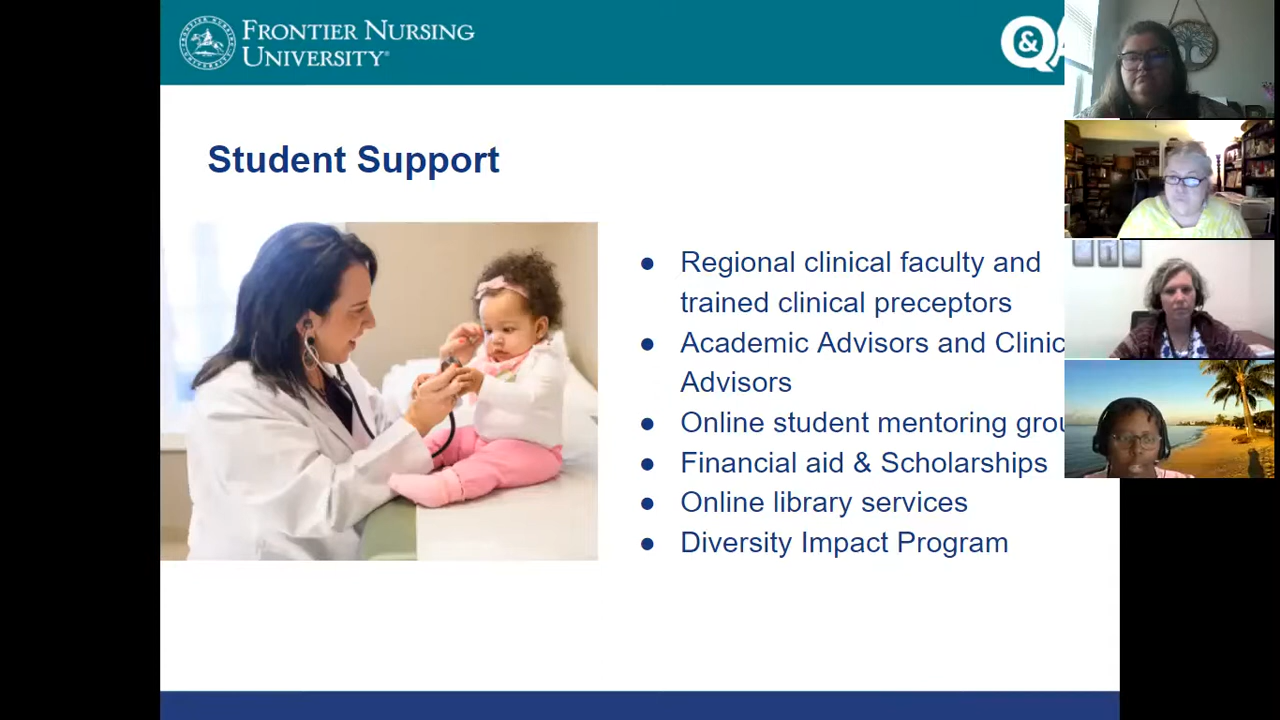 FRONTIER NURSING
UNIVERSITY®
Q&A
Student Support
● Regional clinical faculty and
trained clinical preceptors
● Academic Advisors and Clinic
Advisors
● Online student mentoring grou
● Financial aid & Scholarships
● Online library services
● Diversity Impact Program